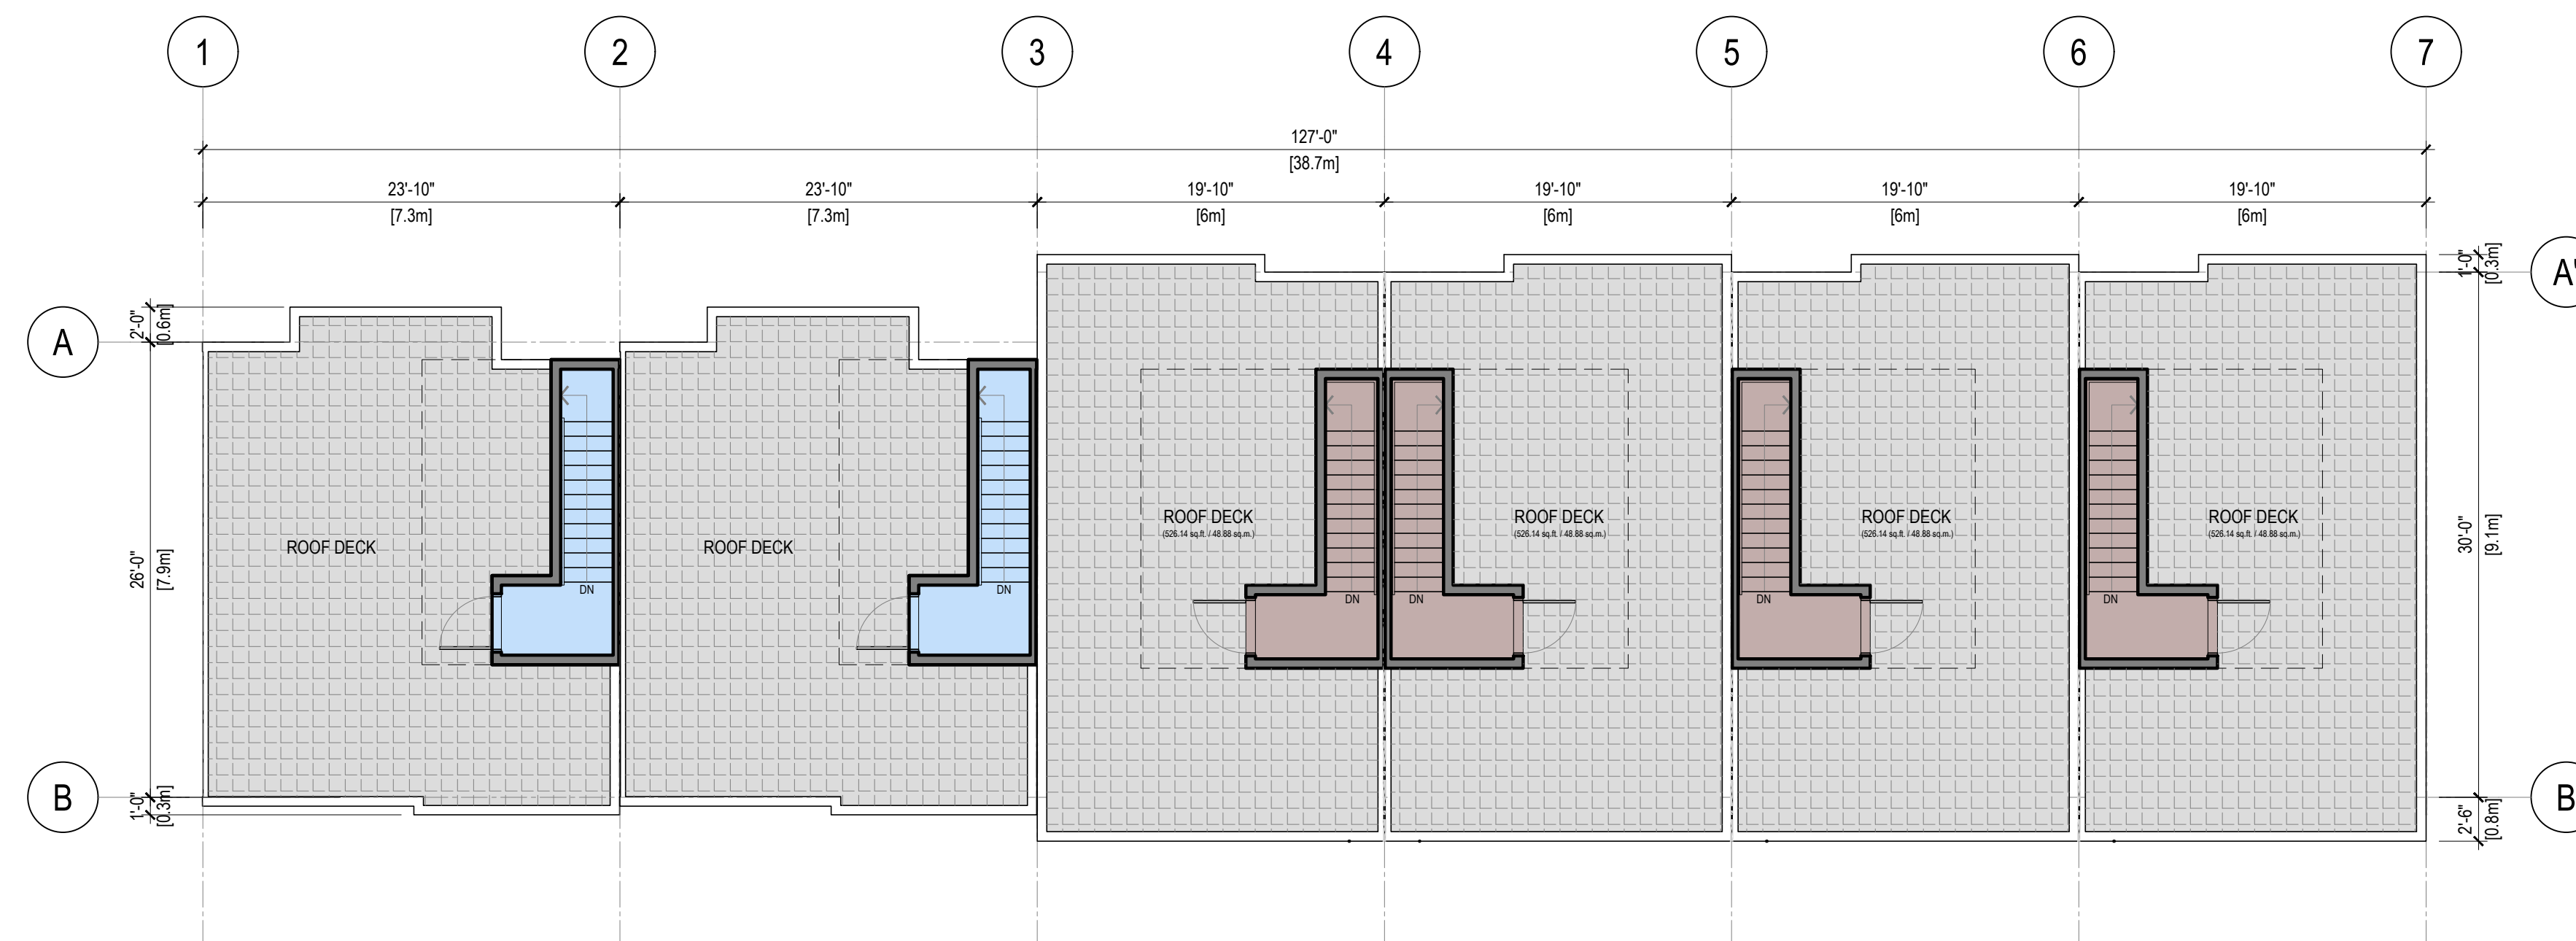 1 2 3 4 5 6 7
127'-0"
[38.7m]
23'-10" 23'-10" 19'-10" 19'-10" 19'-10" 19'-10"
[7.3m] [7.3m] [6m] [6m] [6m] [6m]
A
2'-0"
[0.6m]
26'-0"
[7.9m]
B
1'-0"
[0.3m]
ROOF DECK
DN
ROOF DECK
DN
ROOF DECK
(526.14 sq.ft. / 48.88 sq.m.)
DN
ROOF DECK
(526.14 sq.ft. / 48.88 sq.m.)
DN
ROOF DECK
(526.14 sq.ft. / 48.88 sq.m.)
DN
ROOF DECK
(526.14 sq.ft. / 48.88 sq.m.)
DN
1'-0"
[0.3m]
A'
30'-0"
[9.1m]
B
2'-6"
[0.8m]